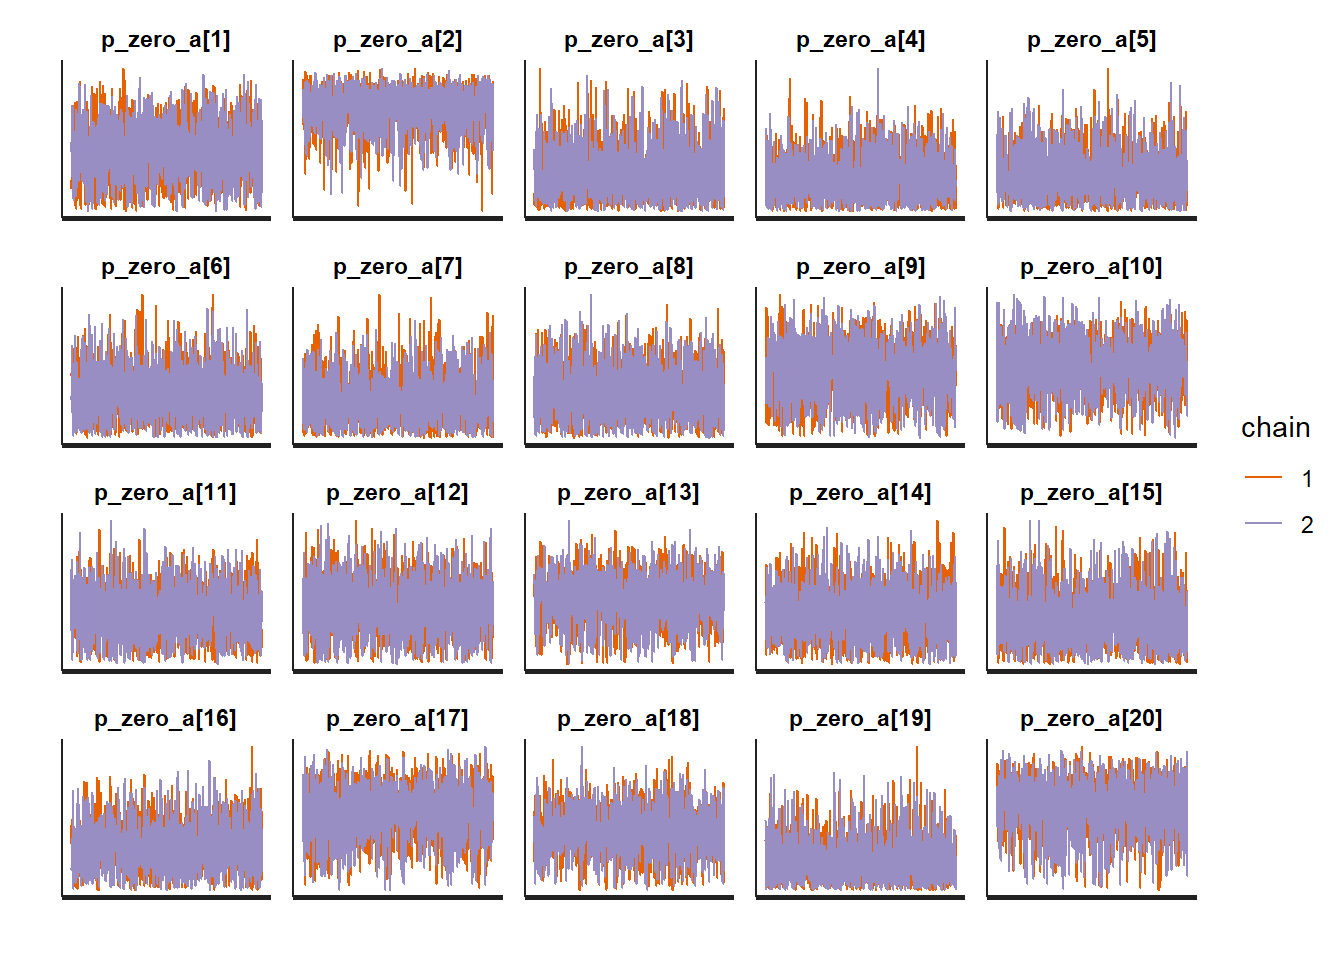 p_zero_a[1] p_zero_a[2] p_zero_a[3] p_zero_a[4] p_zero_a[5]
p_zero_a[6] p_zero_a[7] p_zero_a[8] p_zero_a[9] p_zero_a[10]
chain
1
2
p_zero_a[11] p_zero_a[12] p_zero_a[13] p_zero_a[14] p_zero_a[15]
p_zero_a[16] p_zero_a[17] p_zero_a[18] p_zero_a[19] p_zero_a[20]